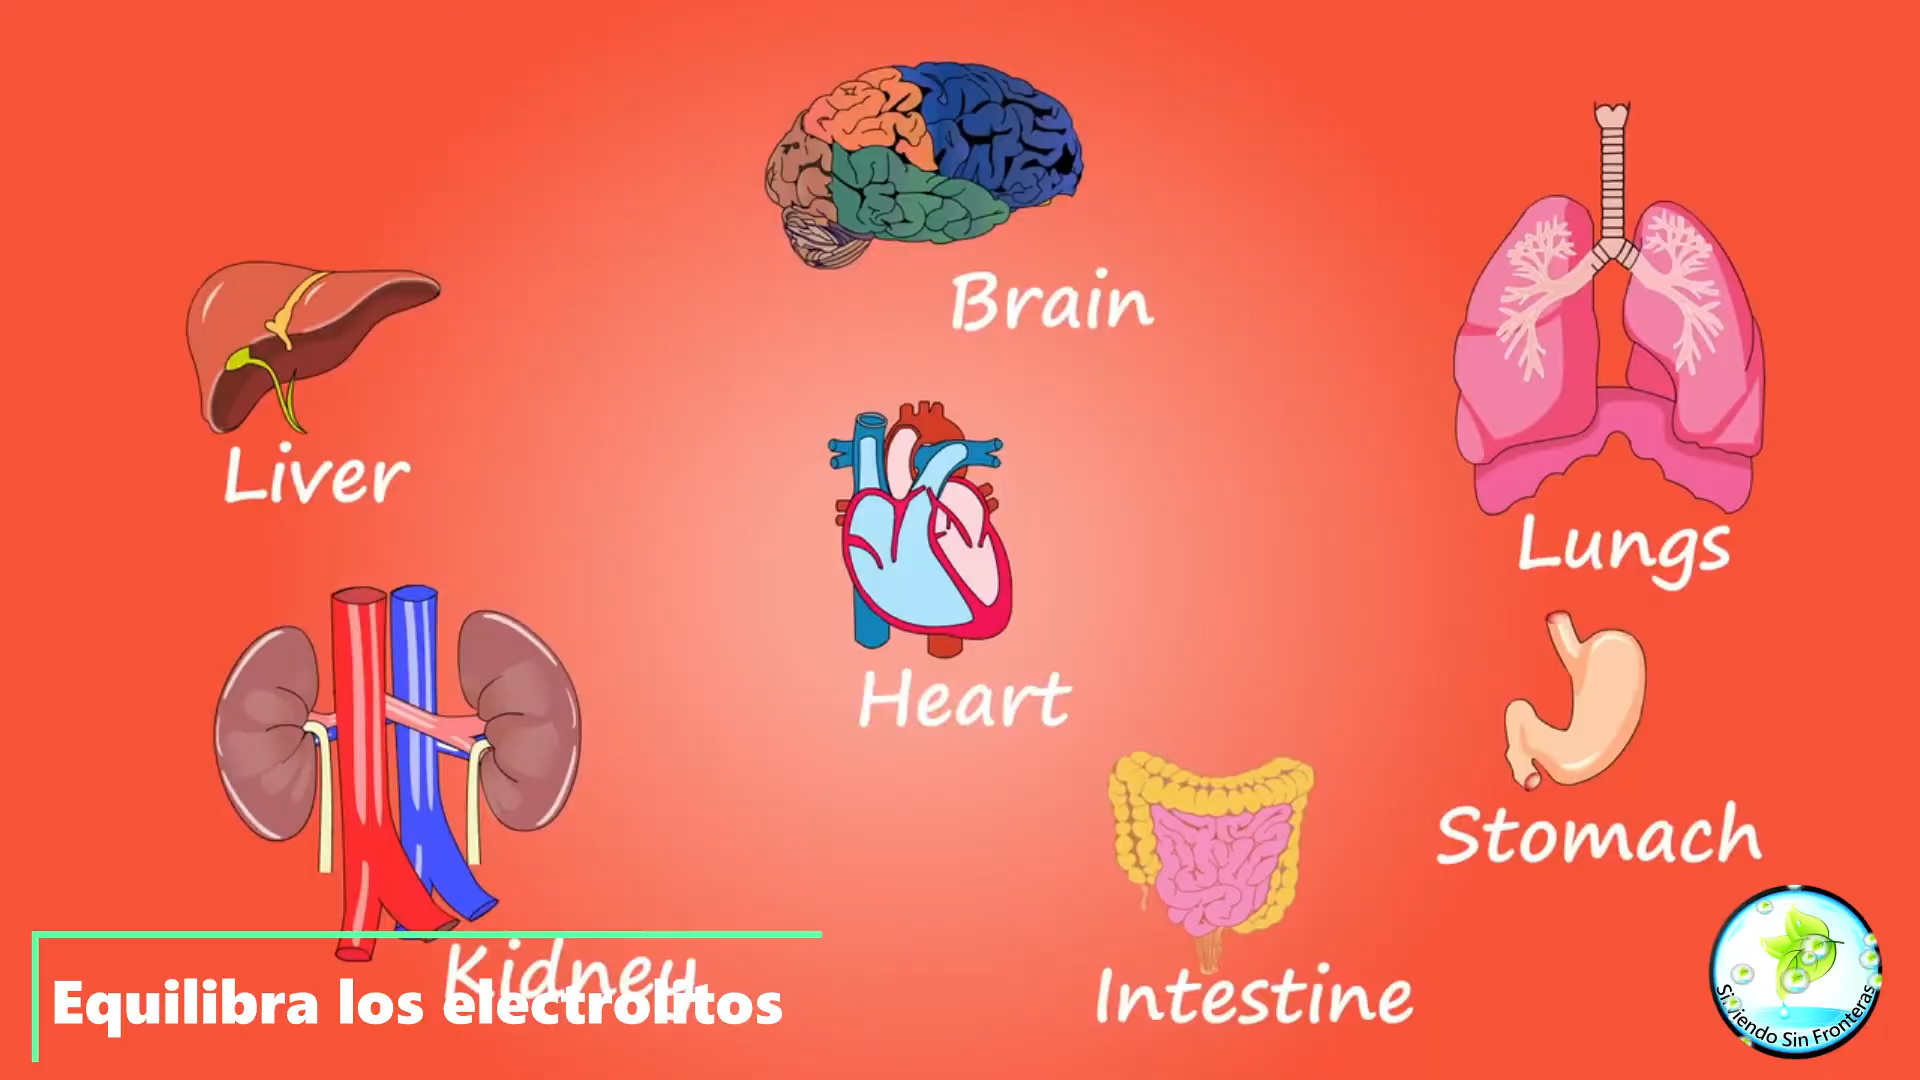 Brain
Liver
Lungs
Heart
Stomach
Kidney
Intestine
Equilibra los electrolitos
Sirviendo Sin Fronteras